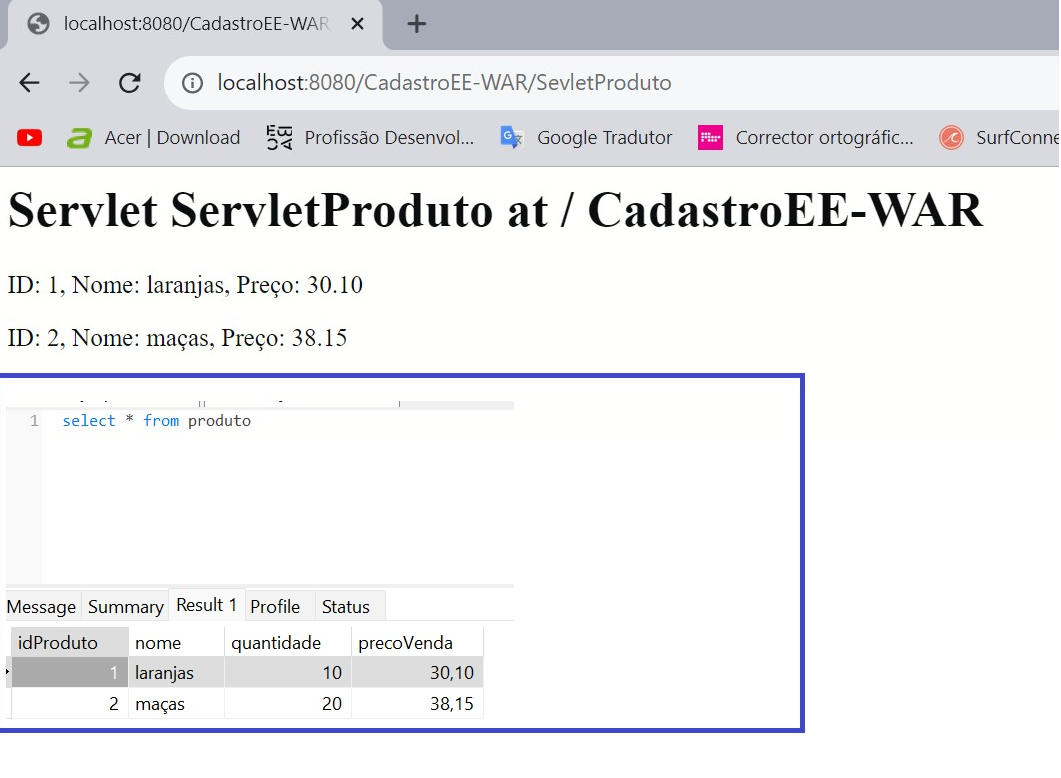 localhost:8080/CadastroEE-WAR
localhost:8080/CadastroEE-WAR/SevletProduto
Acer | Download Profissão Desenvol... Google Tradutor Corrector ortográfic... SurfConne
Servlet ServletProduto at / CadastroEE-WAR
ID: 1, Nome: laranjas, Preço: 30.10
ID: 2, Nome: maças, Preço: 38.15
1 select * from produto
Message Summary Result 1 Profile Status
idProduto nome quantidade precoVenda
1 laranjas 10 30,10
2 maças 20 38,15